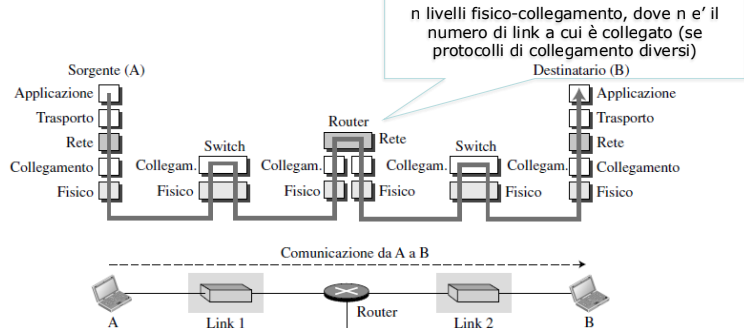 n livelli fisico-collegamento, dove n e’ il
numero di link a cui è collegato (se
protocolli di collegamento diversi)
Sorgente (A)
Destinatario (B)
Applicazione
Applicazione
Trasporto
Router
Trasporto
Rete
Switch
Rete
Switch
Rete
Collegamento
Collegam.
Collegam.
Collegam.
Collegam.
Collegamento
Fisico
Fisico
Fisico
Fisico
Fisico
Fisico
Comunicazione da A a B
A
Link 1
Router
Link 2
B